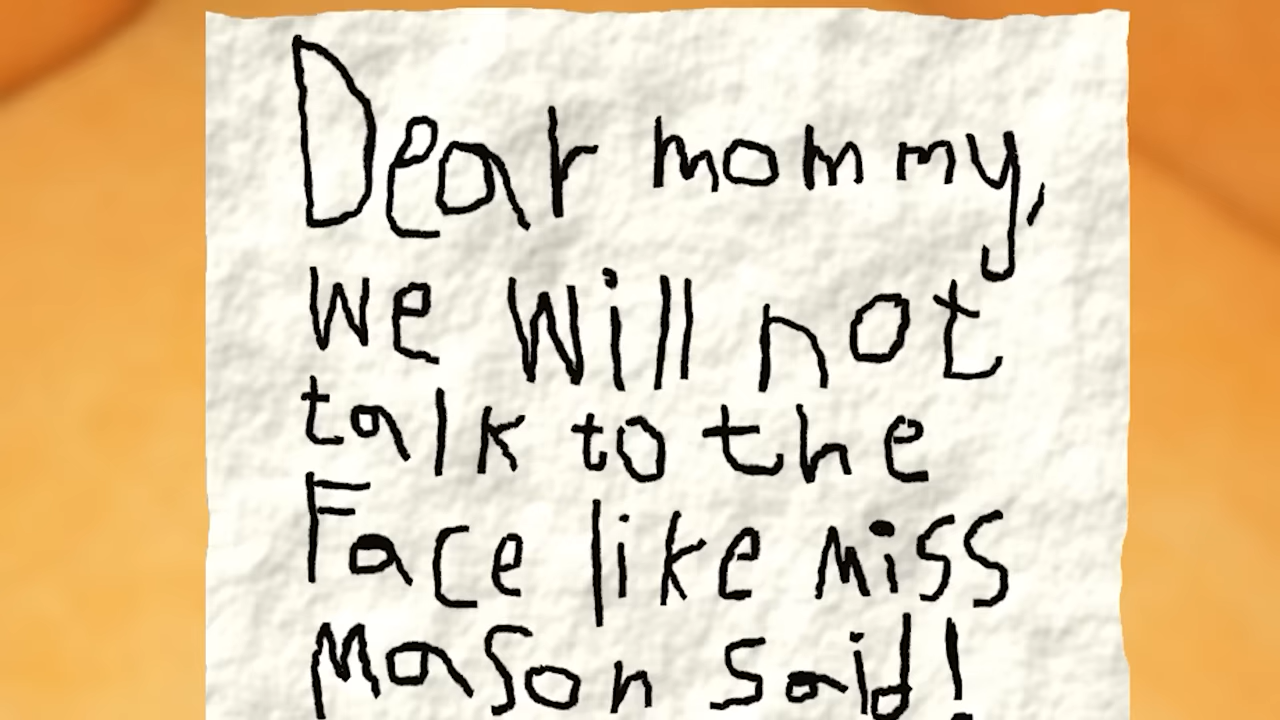 Dear mommy,
we will not
talk to the
Face like Miss
Mason Said!